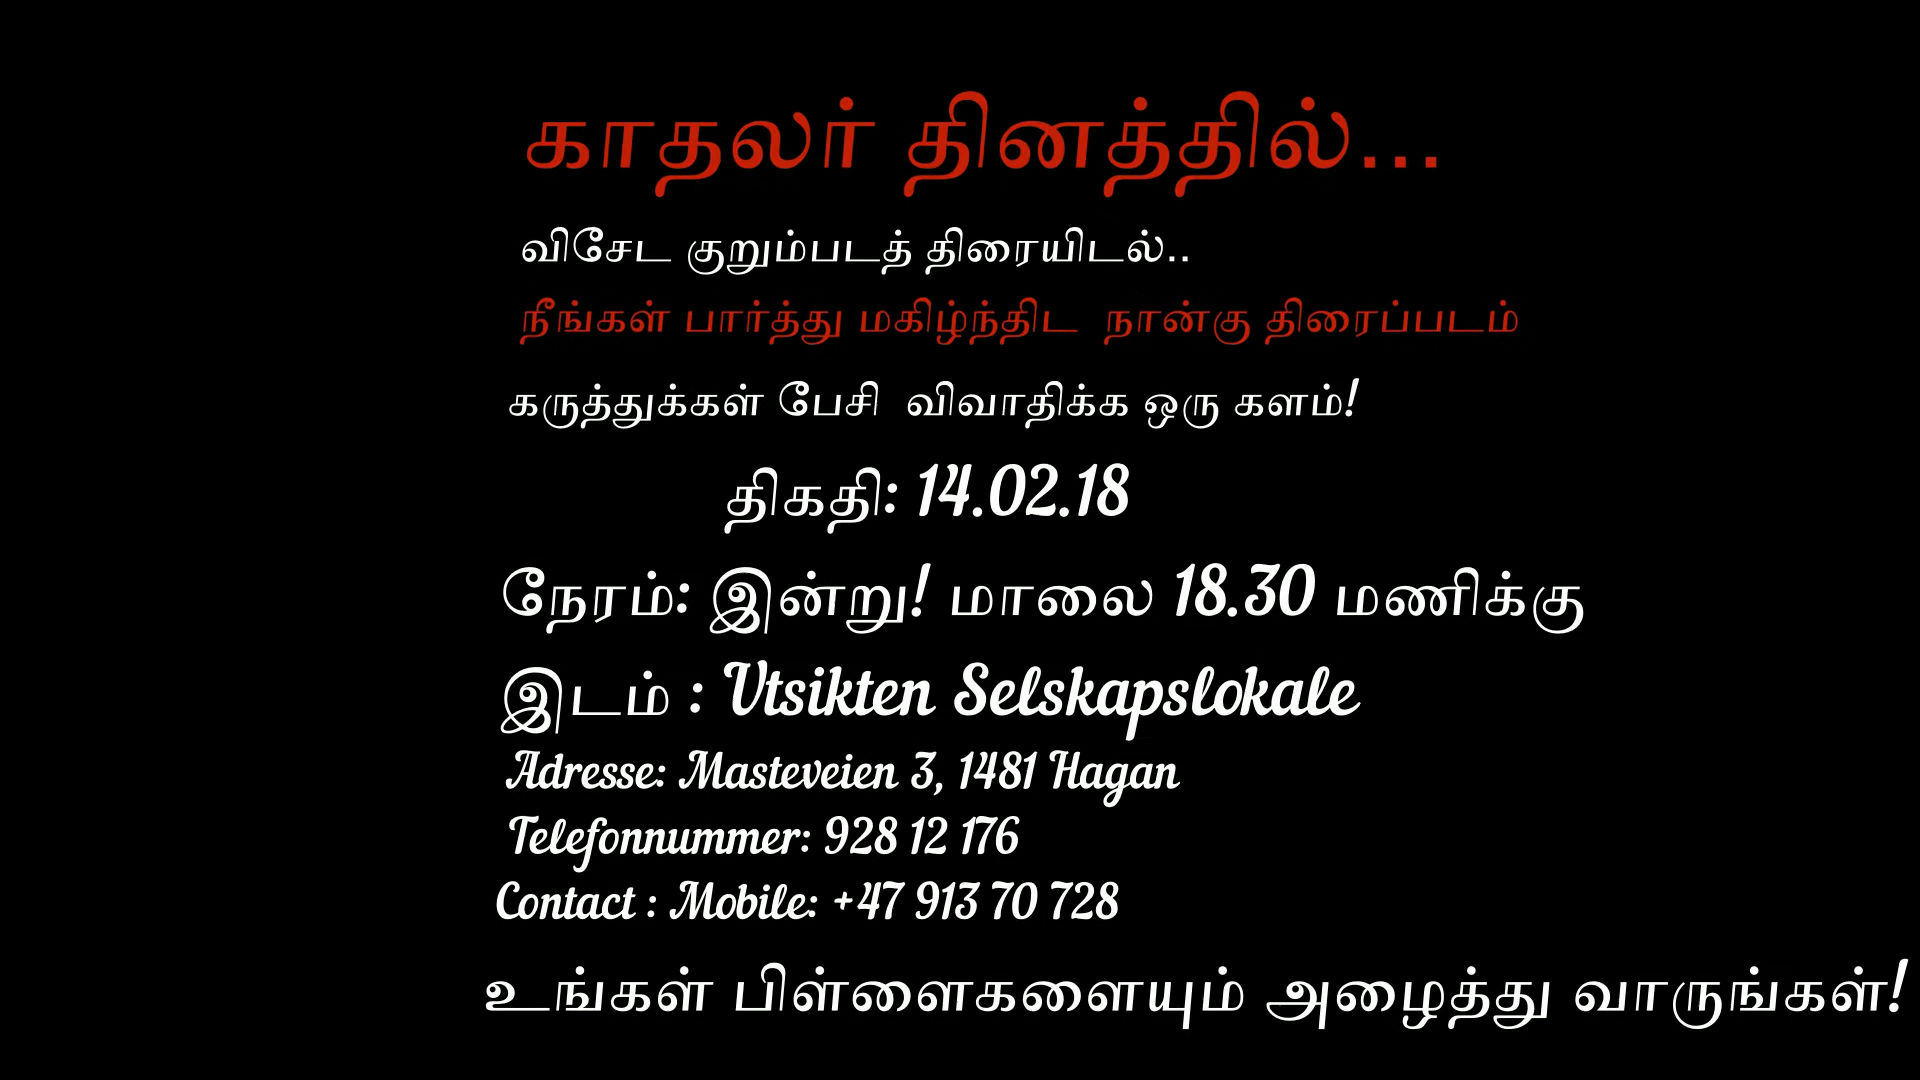 காதலர் தினத்தில்...
விசேட குறும்படத் திரையிடல்..
நீங்கள் பார்த்து மகிழ்ந்திட நான்கு திரைப்படம்
கருத்துக்கள் பேசி விவாதிக்க ஒரு களம்!
திகதி: 14.02.18
நேரம்: இன்று! மாலை 18.30 மணிக்கு
இடம் : Utsikten Selskapslokale
Adresse: Masteveien 3, 1481 Hagan
Telefonnummer: 928 12 176
Contact : Mobile: +47 913 70 728
உங்கள் பிள்ளைகளையும் அழைத்து வாருங்கள்!